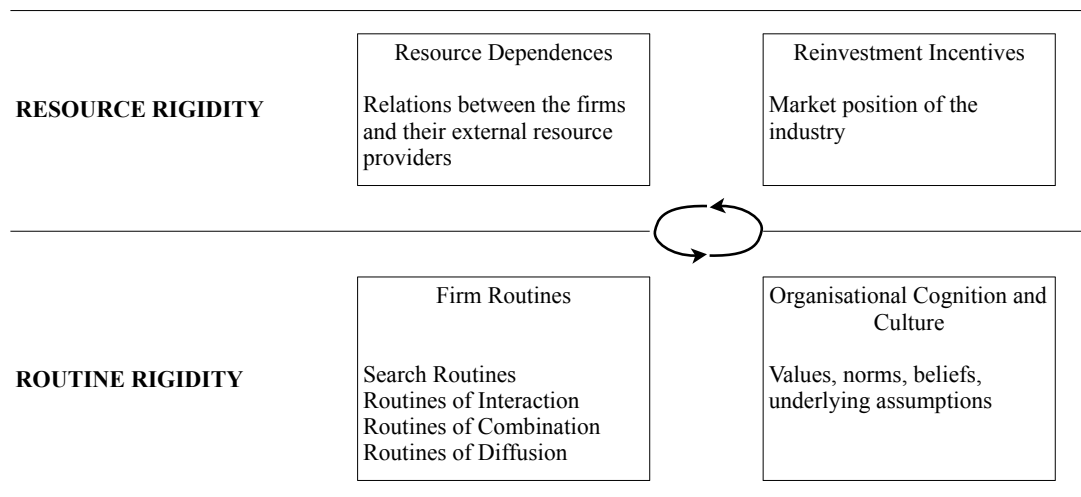 Resource Dependences
Relations between the firms
and their external resource
providers
Reinvestment Incentives
Market position of the
industry
RESOURCE RIGIDITY
Firm Routines
Search Routines
Routines of Interaction
Routines of Combination
Routines of Diffusion
Organisational Cognition and
Culture
Values, norms, beliefs,
underlying assumptions
ROUTINE RIGIDITY